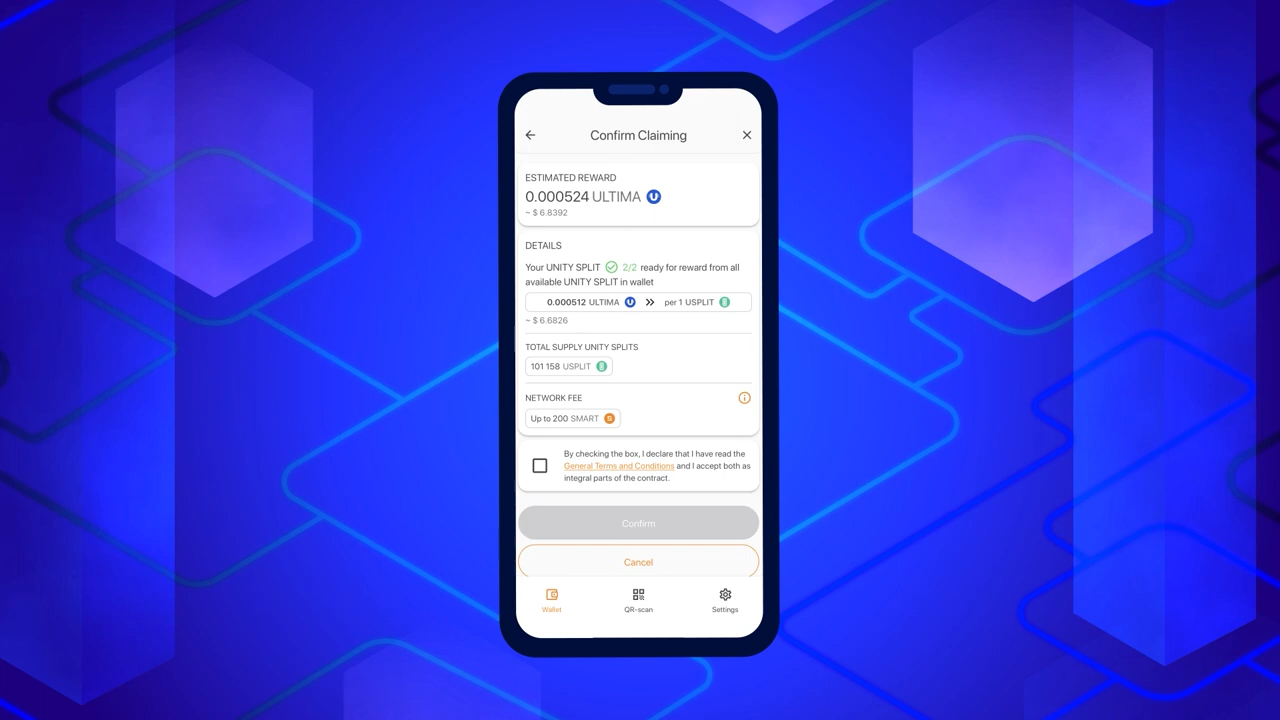 Confirm Claiming
ESTIMATED REWARD
0.000524 ULTIMA
~ $ 6.8392
DETAILS
Your UNITY SPLIT 2/2 ready for reward from all
available UNITY SPLIT in wallet
0.000512 ULTIMA per 1 USPLIT
~ $ 6.6826
TOTAL SUPPLY UNITY SPLITS
101 158 USPLIT
NETWORK FEE
Up to 200 SMART
By checking the box, I declare that I have read the
General Terms and Conditions and I accept both as
integral parts of the contract.
Confirm
Cancel
Wallet QR-scan Settings